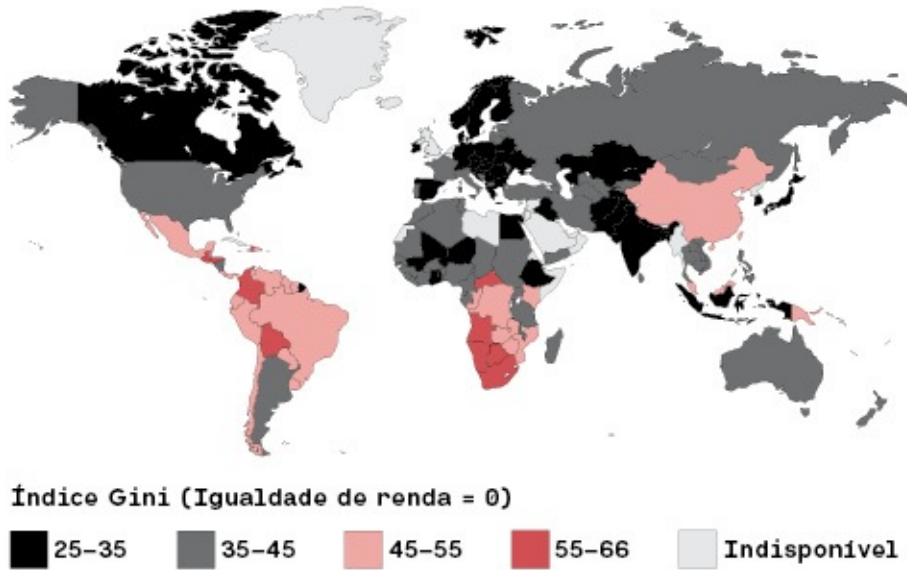 Índice Gini (Igualdade de renda = 0)
25–35 35–45 45–55 55–66 Indisponível